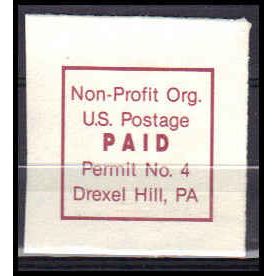 Non-Profit Org.
U.S. Postage
PAID
Permit No. 4
Drexel Hill, PA